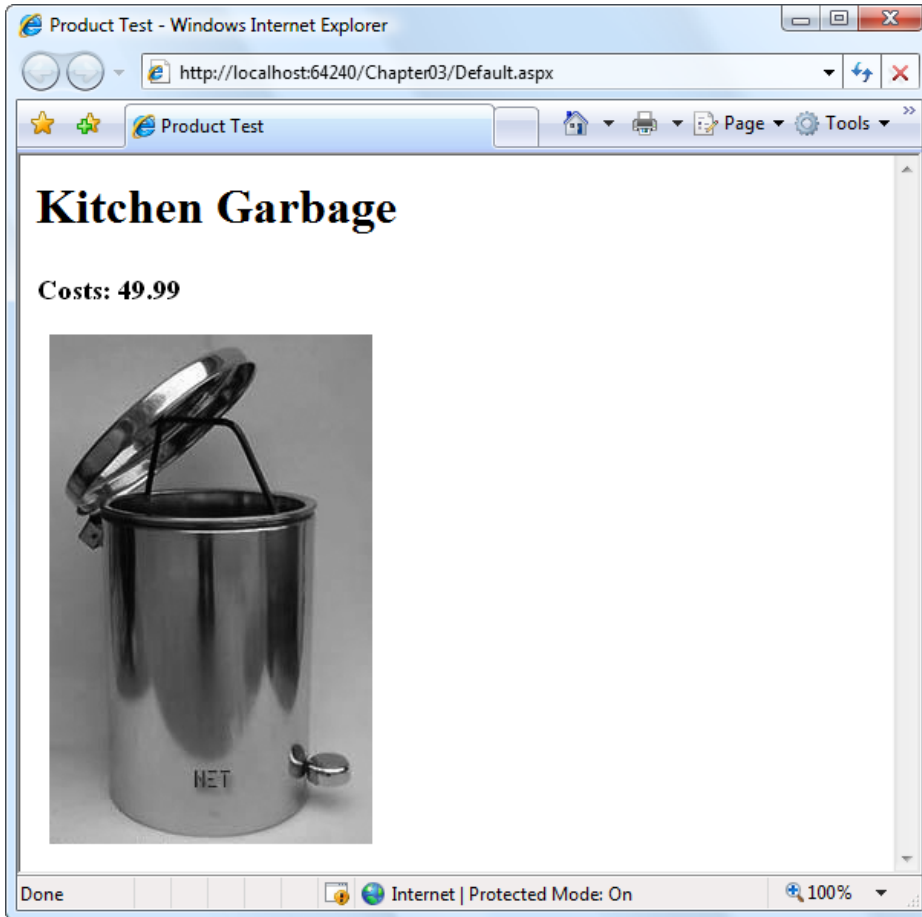 Product Test - Windows Internet Explorer
http://localhost:64240/Chapter03/Default.aspx
Product Test
Page
Tools
Kitchen Garbage
Costs: 49.99
NET
Done
Internet | Protected Mode: On
100%